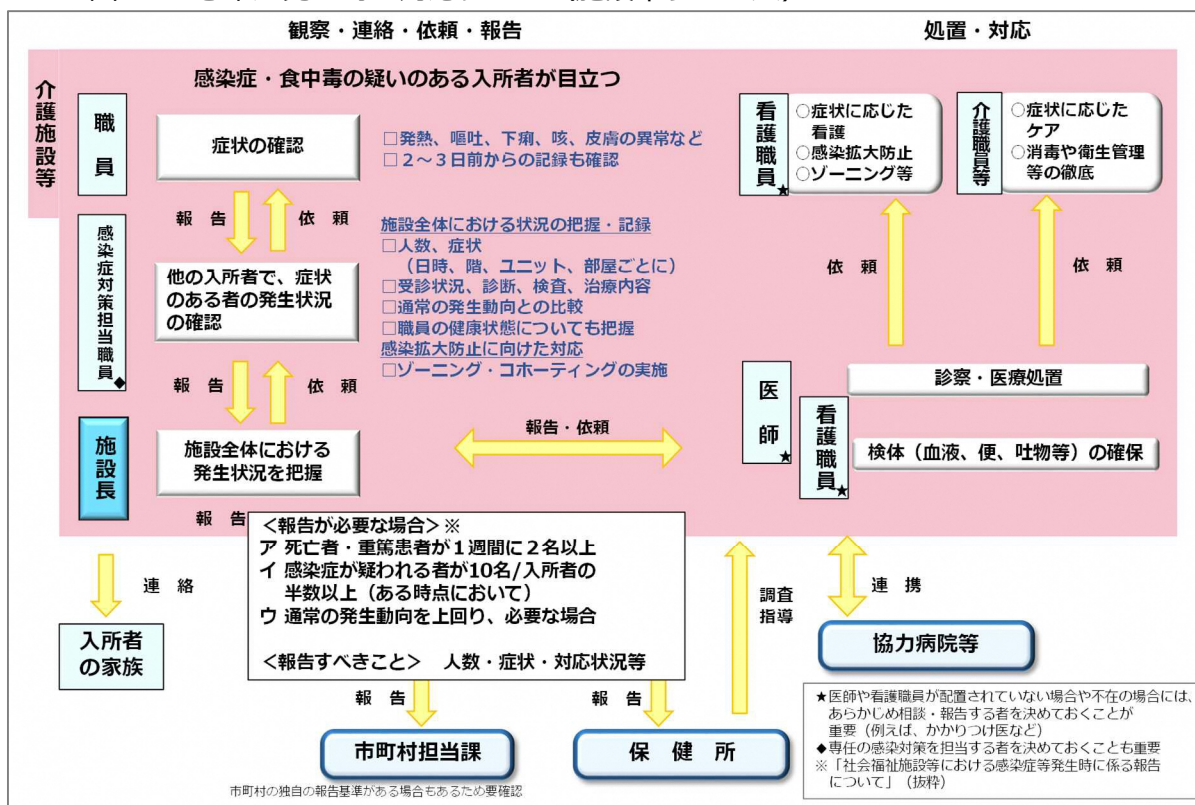 観察・連絡・依頼・報告
処置・対応
介護施設等
感染症・食中毒の疑いのある入所者が目立つ
職員
症状の確認
□発熱、嘔吐、下痢、咳、皮膚の異常など
□２～３日前からの記録も確認
報告
依頼
感染症対策担当職員◆
他の入所者で、症状
のある者の発生状況
の確認
施設全体における状況の把握・記録
□人数、症状
（日時、階、ユニット、部屋ごとに）
□受診状況、診断、検査、治療内容
□通常の発生動向との比較
□職員の健康状態についても把握
感染拡大防止に向けた対応
□ゾーニング・コホーティングの実施
報告
依頼
施設長
施設全体における
発生状況を把握
報告・依頼
看護職員★
○症状に応じた
看護
○感染拡大防止
○ゾーニング等
介護職員等
○症状に応じた
ケア
○消毒や衛生管理
等の徹底
依頼
依頼
医師★
看護職員★
診察・医療処置
検体（血液、便、吐物等）の確保
報告
＜報告が必要な場合＞※
ア 死亡者・重篤患者が１週間に２名以上
イ 感染症が疑われる者が10名/入所者の
半数以上（ある時点において）
ウ 通常の発生動向を上回り、必要な場合
＜報告すべきこと＞　人数・症状・対応状況等
連絡
入所者
の家族
報告
報告
調査
指導
連携
協力病院等
市町村担当課
保健所
市町村の独自の報告基準がある場合もあるため要確認
★医師や看護職員が配置されていない場合や不在の場合には、
あらかじめ相談・報告する者を決めておくことが
重要（例えば、かかりつけ医など）
◆専任の感染対策を担当する者を決めておくことも重要
※「社会福祉施設等における感染症等発生時に係る報告
について」（抜粋）